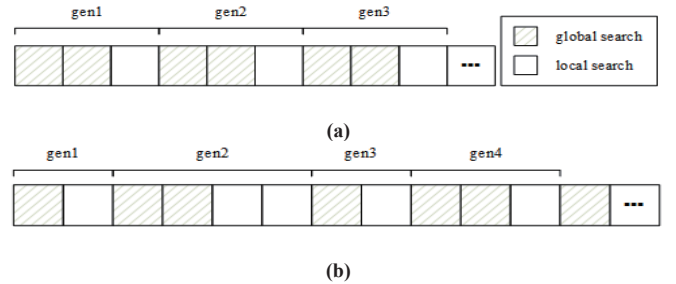 gen1 gen2 gen3
global search
local search
...
(a)
gen1 gen2 gen3 gen4
...
(b)